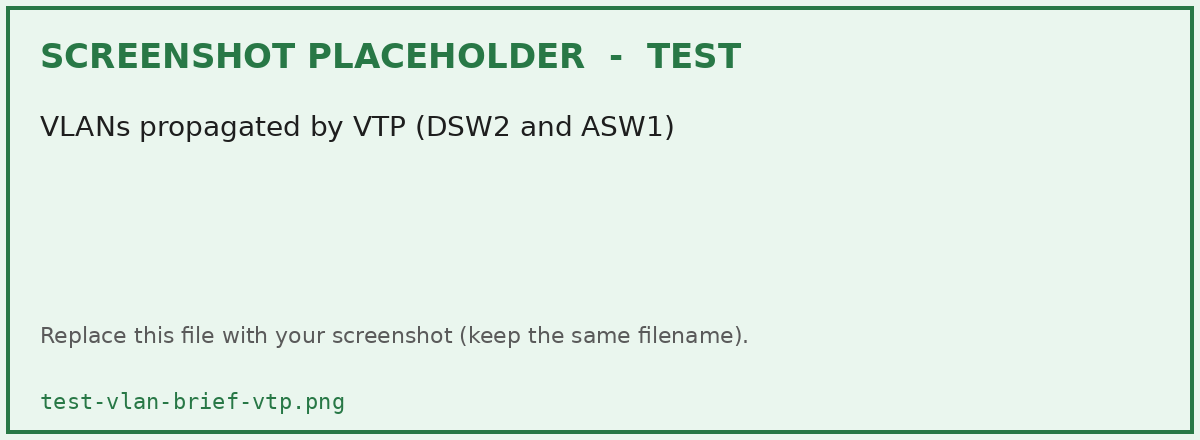 SCREENSHOT PLACEHOLDER - TEST
VLANs propagated by VTP (DSW2 and ASW1)
Replace this file with your screenshot (keep the same filename).
test-vlan-brief-vtp.png